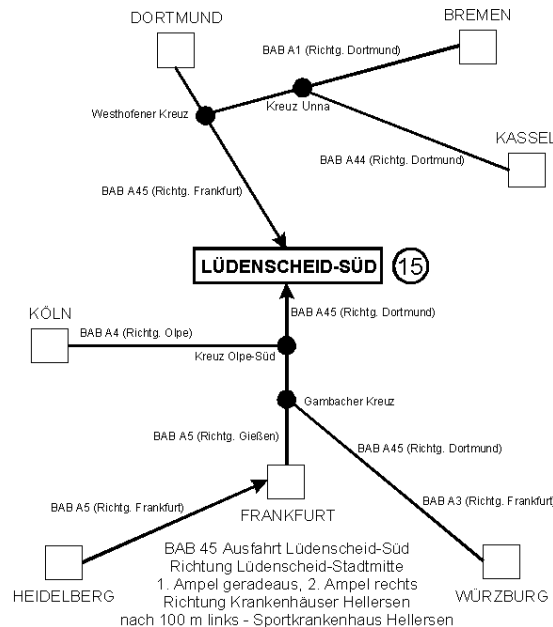 DORTMUND
BREMEN
BAB A1 (Richtg. Dortmund)
Westhofener Kreuz
Kreuz Unna
KASSEL
BAB A44 (Richtg. Dortmund)
BAB A45 (Richtg. Frankfurt)
LÜDENSCHEID-SÜD 15
BAB A45 (Richtg. Dortmund)
KÖLN
BAB A4 (Richtg. Olpe)
Kreuz Olpe-Süd
Gambacher Kreuz
BAB A5 (Richtg. Gießen)
BAB A45 (Richtg. Dortmund)
BAB A5 (Richtg. Frankfurt)
BAB A3 (Richtg. Frankfurt)
FRANKFURT
HEIDELBERG
WÜRZBURG
BAB 45 Ausfahrt Lüdenscheid-Süd
Richtung Lüdenscheid-Stadtmitte
1. Ampel geradeaus, 2. Ampel rechts
Richtung Krankenhäuser Hellersen
nach 100 m links - Sportkrankenhaus Hellersen